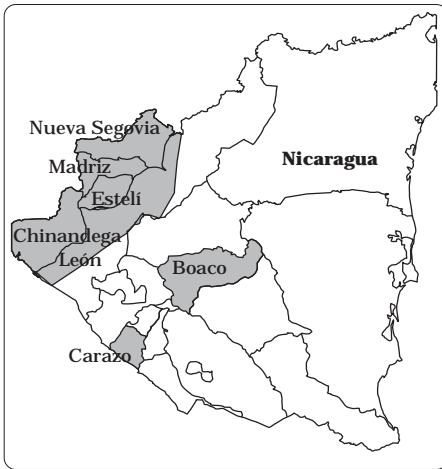 Nueva Segovia
Madriz
Nicaragua
Estelí
Chinandega
León
Boaco
Carazo